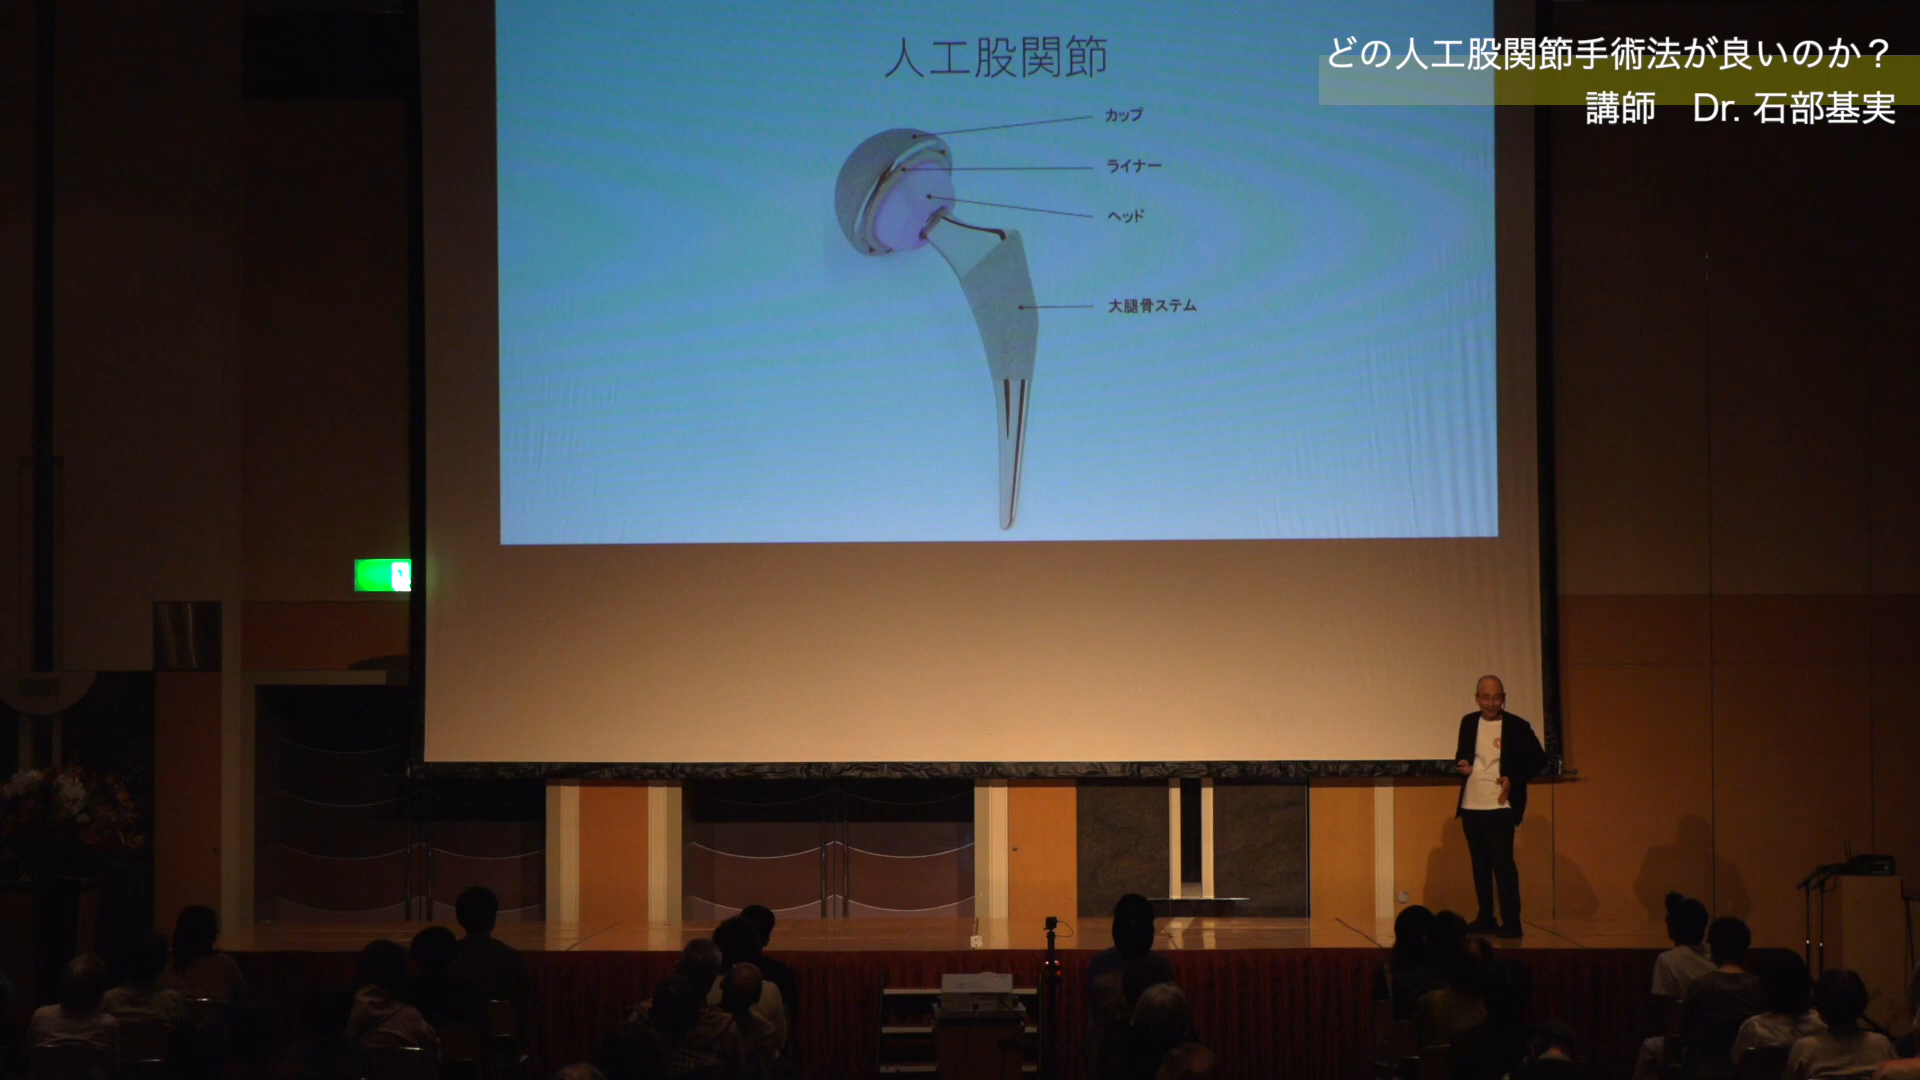 人工股関節
カップ
ライナー
ヘッド
大腿骨ステム
どの人工股関節手術法が良いのか？
講師　Dr. 石部基実